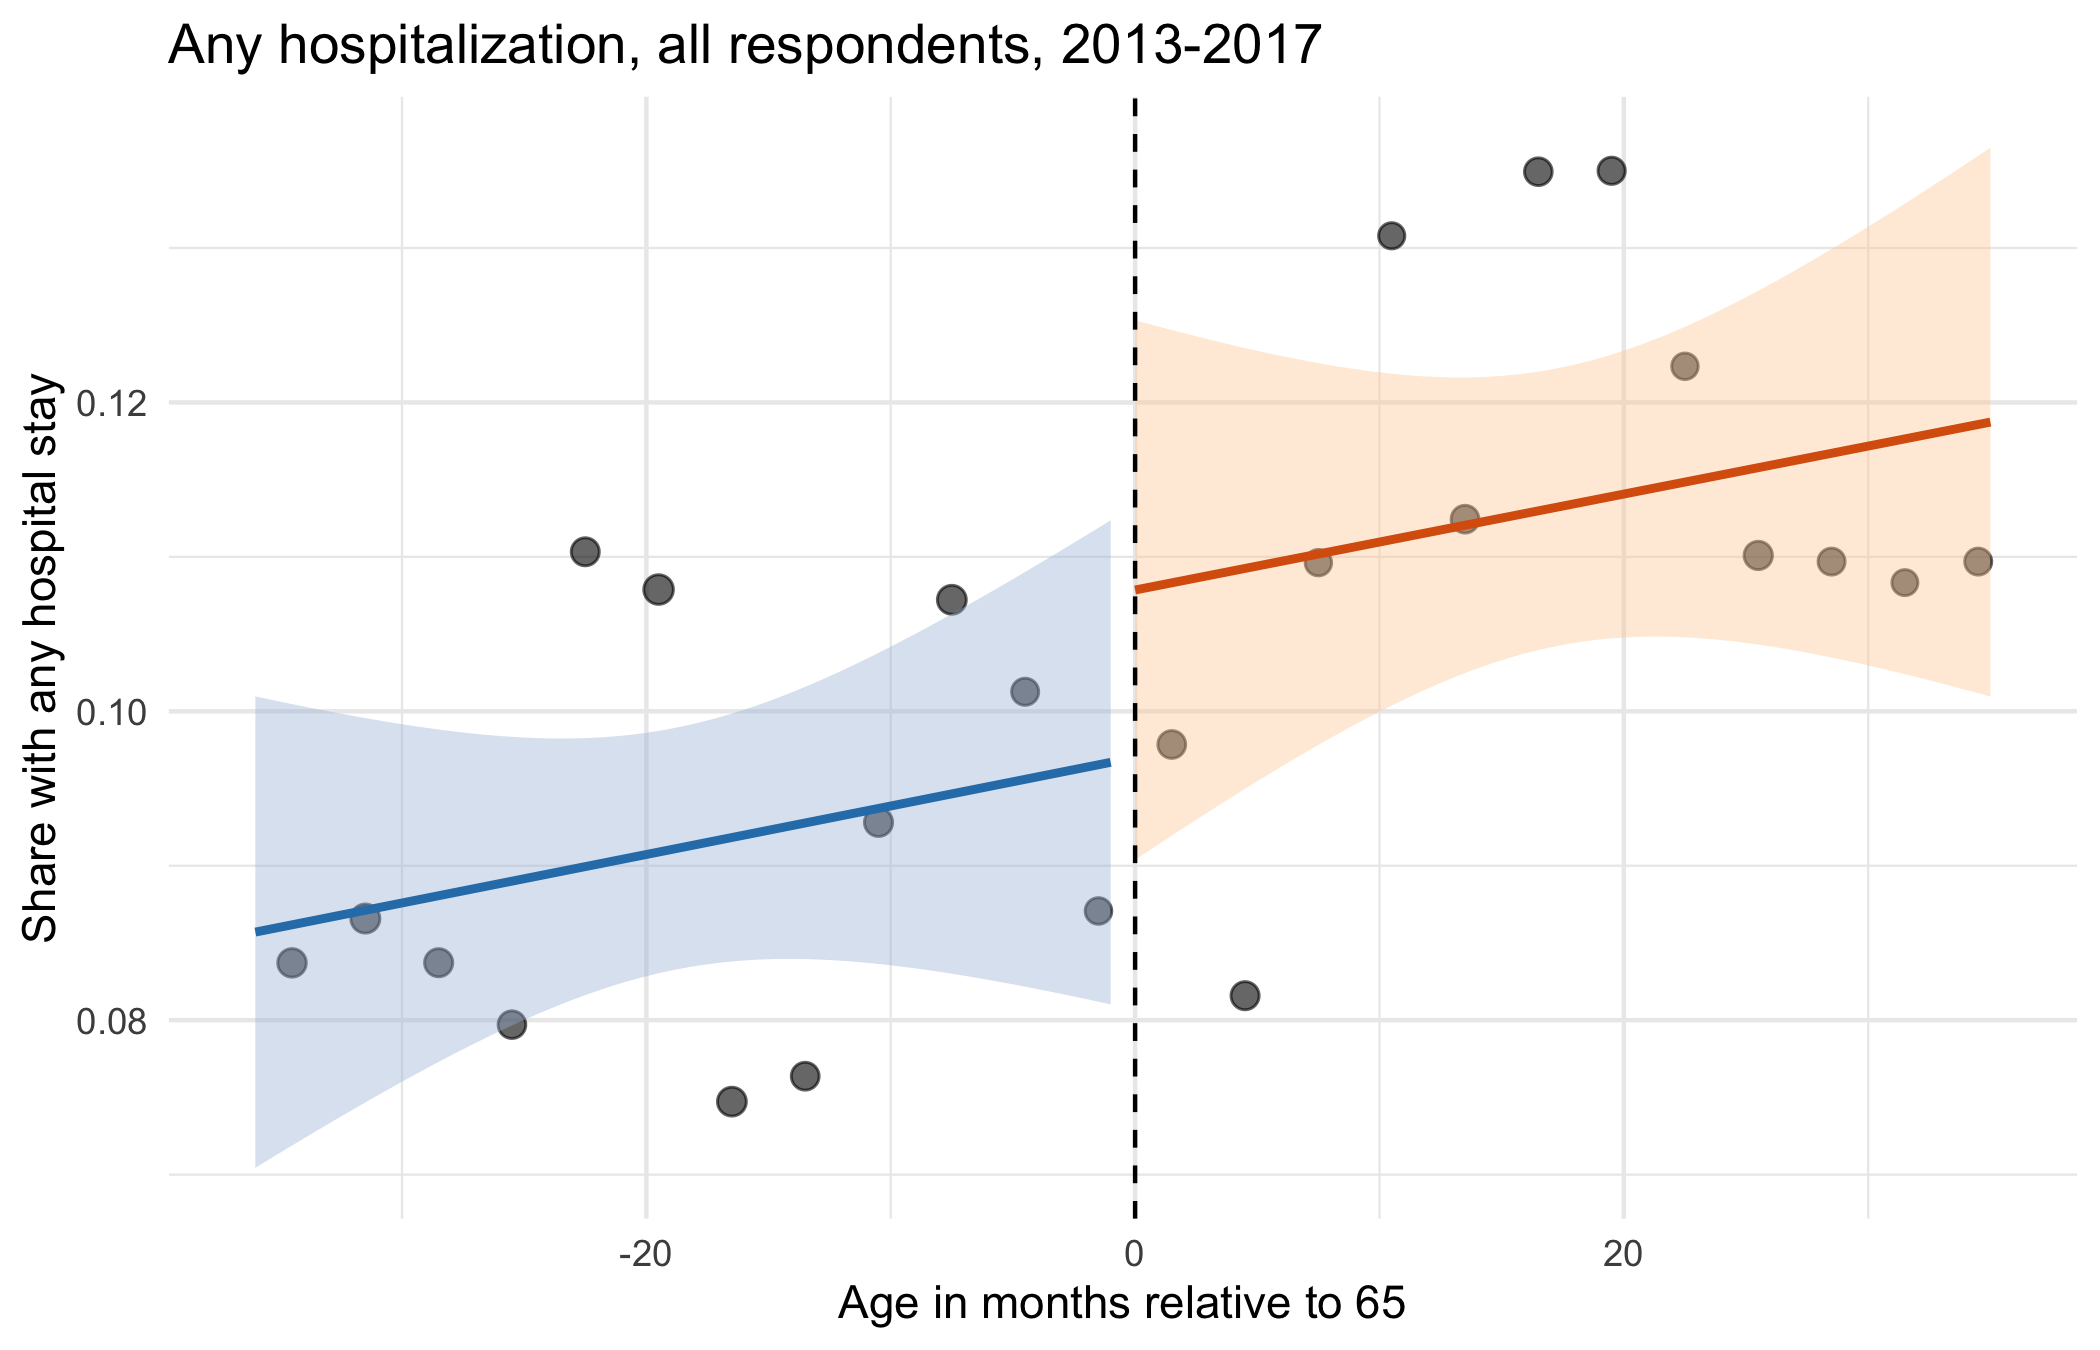 Any hospitalization, all respondents, 2013-2017
Share with any hospital stay
0.12
0.10
0.08
-20
0
20
Age in months relative to 65